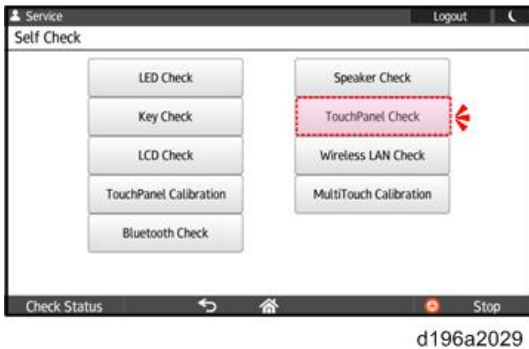 Service Logout
Self Check
LED Check Speaker Check
Key Check TouchPanel Check
LCD Check Wireless LAN Check
TouchPanel Calibration MultiTouch Calibration
Bluetooth Check
Check Status Stop
d196a2029